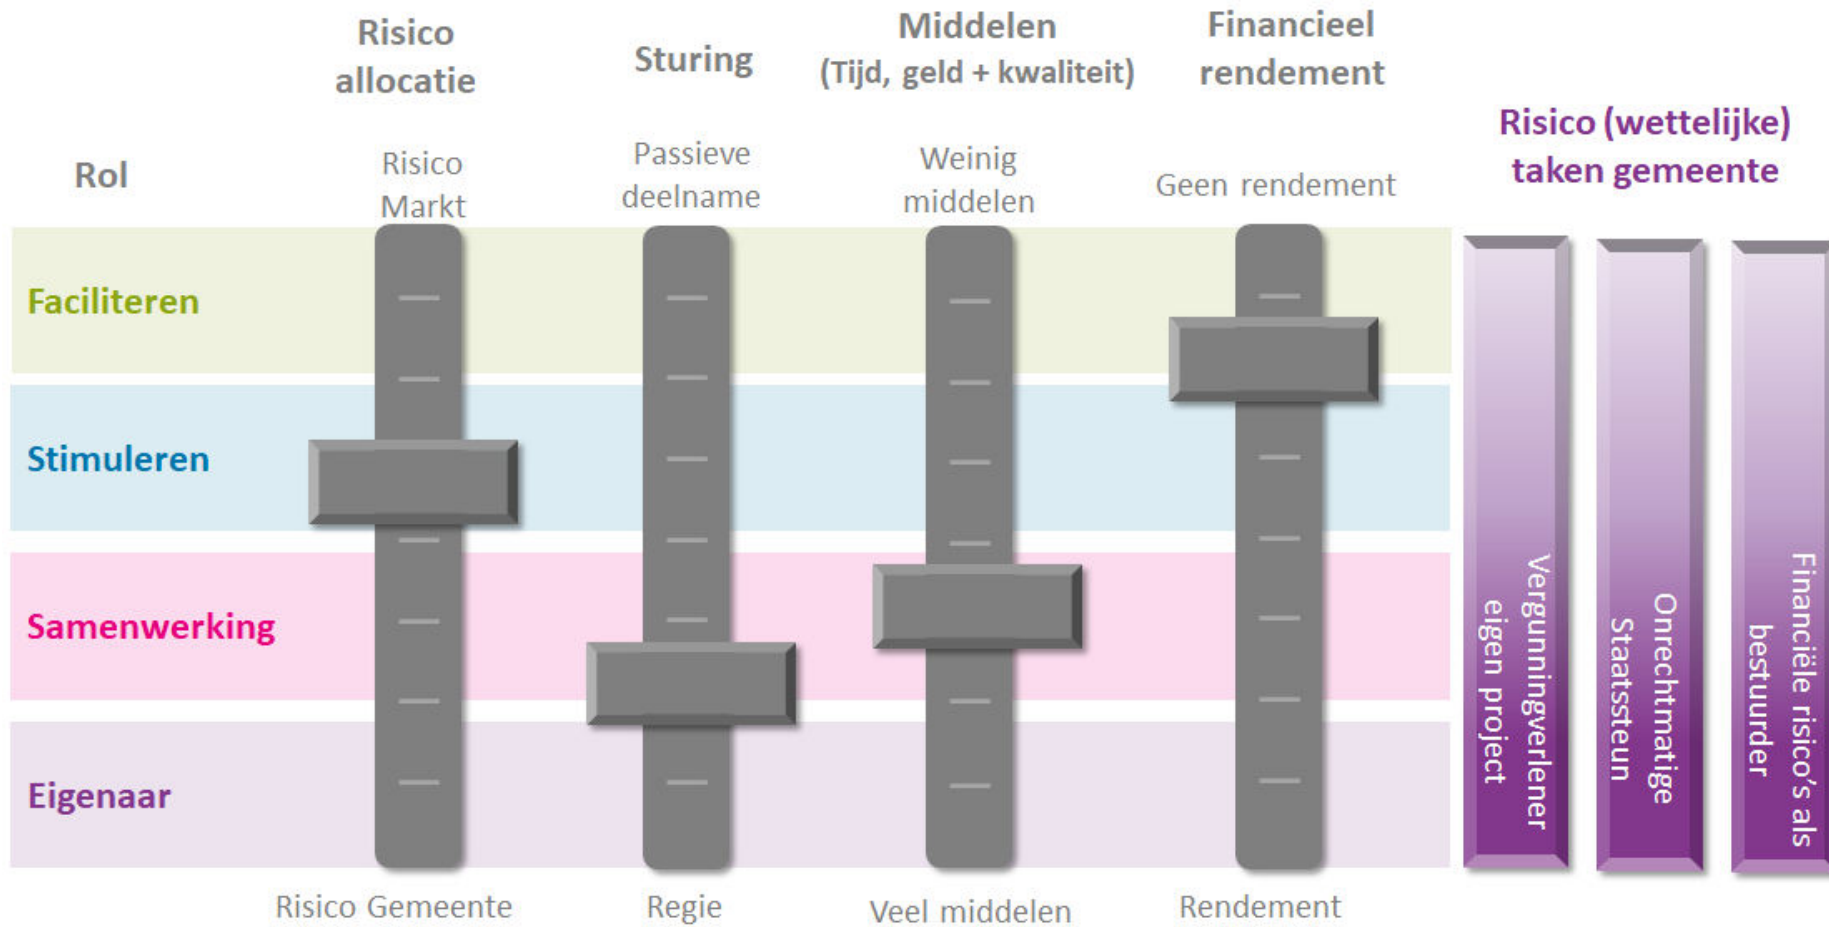 Risico
allocatie
Sturing
Middelen
(Tijd, geld + kwaliteit)
Financieel
rendement
Risico (wettelijke)
taken gemeente
Rol
Risico
Markt
Passieve
deelname
Weinig
middelen
Geen rendement
Faciliteren
Stimuleren
Samenwerking
Eigenaar
Risico Gemeente
Regie
Veel middelen
Rendement
Vergunningverlener
eigen project
Onrechtmatige
Staatssteun
Financiële risico's als
bestuurder